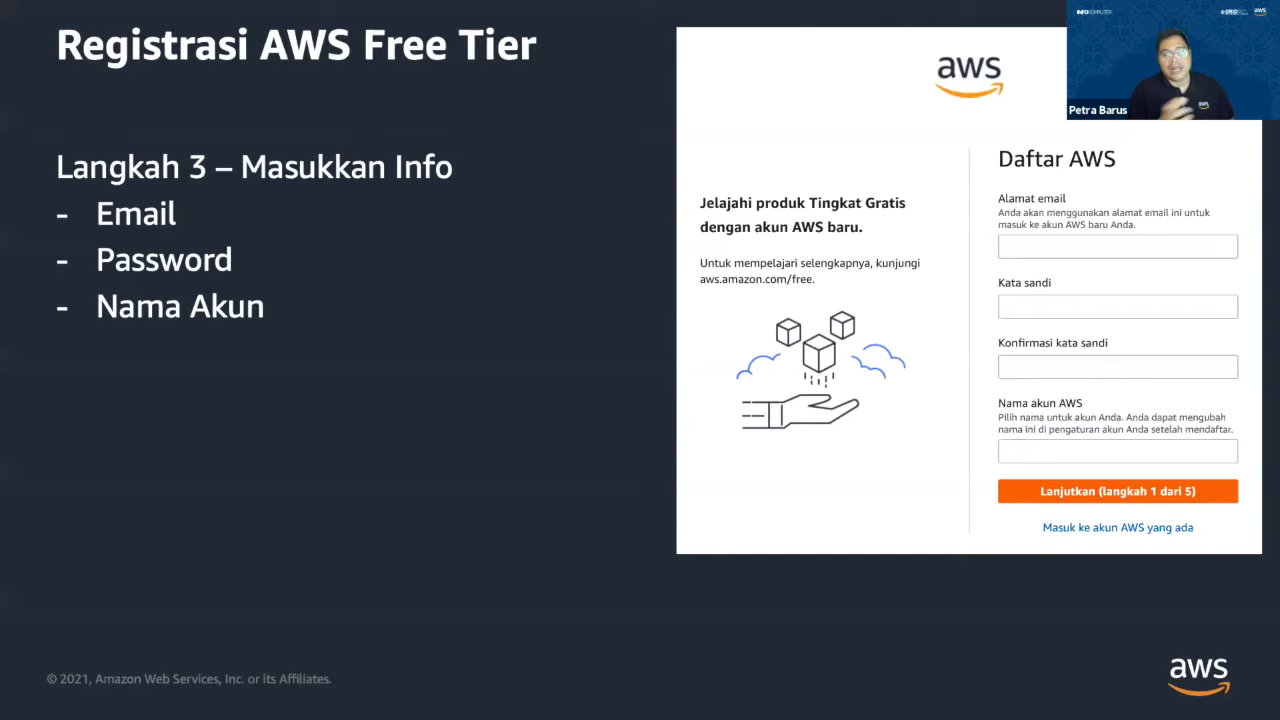 Registrasi AWS Free Tier
Langkah 3 – Masukkan Info
- Email
- Password
- Nama Akun
aws
Jelajahi produk Tingkat Gratis
dengan akun AWS baru.
Untuk mempelajari selengkapnya, kunjungi
aws.amazon.com/free.
Daftar AWS
Alamat email
Anda akan menggunakan alamat email ini untuk
masuk ke akun AWS baru Anda.
Kata sandi
Konfirmasi kata sandi
Nama akun AWS
Pilih nama untuk akun Anda. Anda dapat mengubah
nama ini di pengaturan akun Anda setelah mendaftar.
Lanjutkan (langkah 1 dari 5)
Masuk ke akun AWS yang ada
INFOKOMPUTER
GRID
aws
aws
Petra Barus
© 2021, Amazon Web Services, Inc. or its Affiliates.
aws